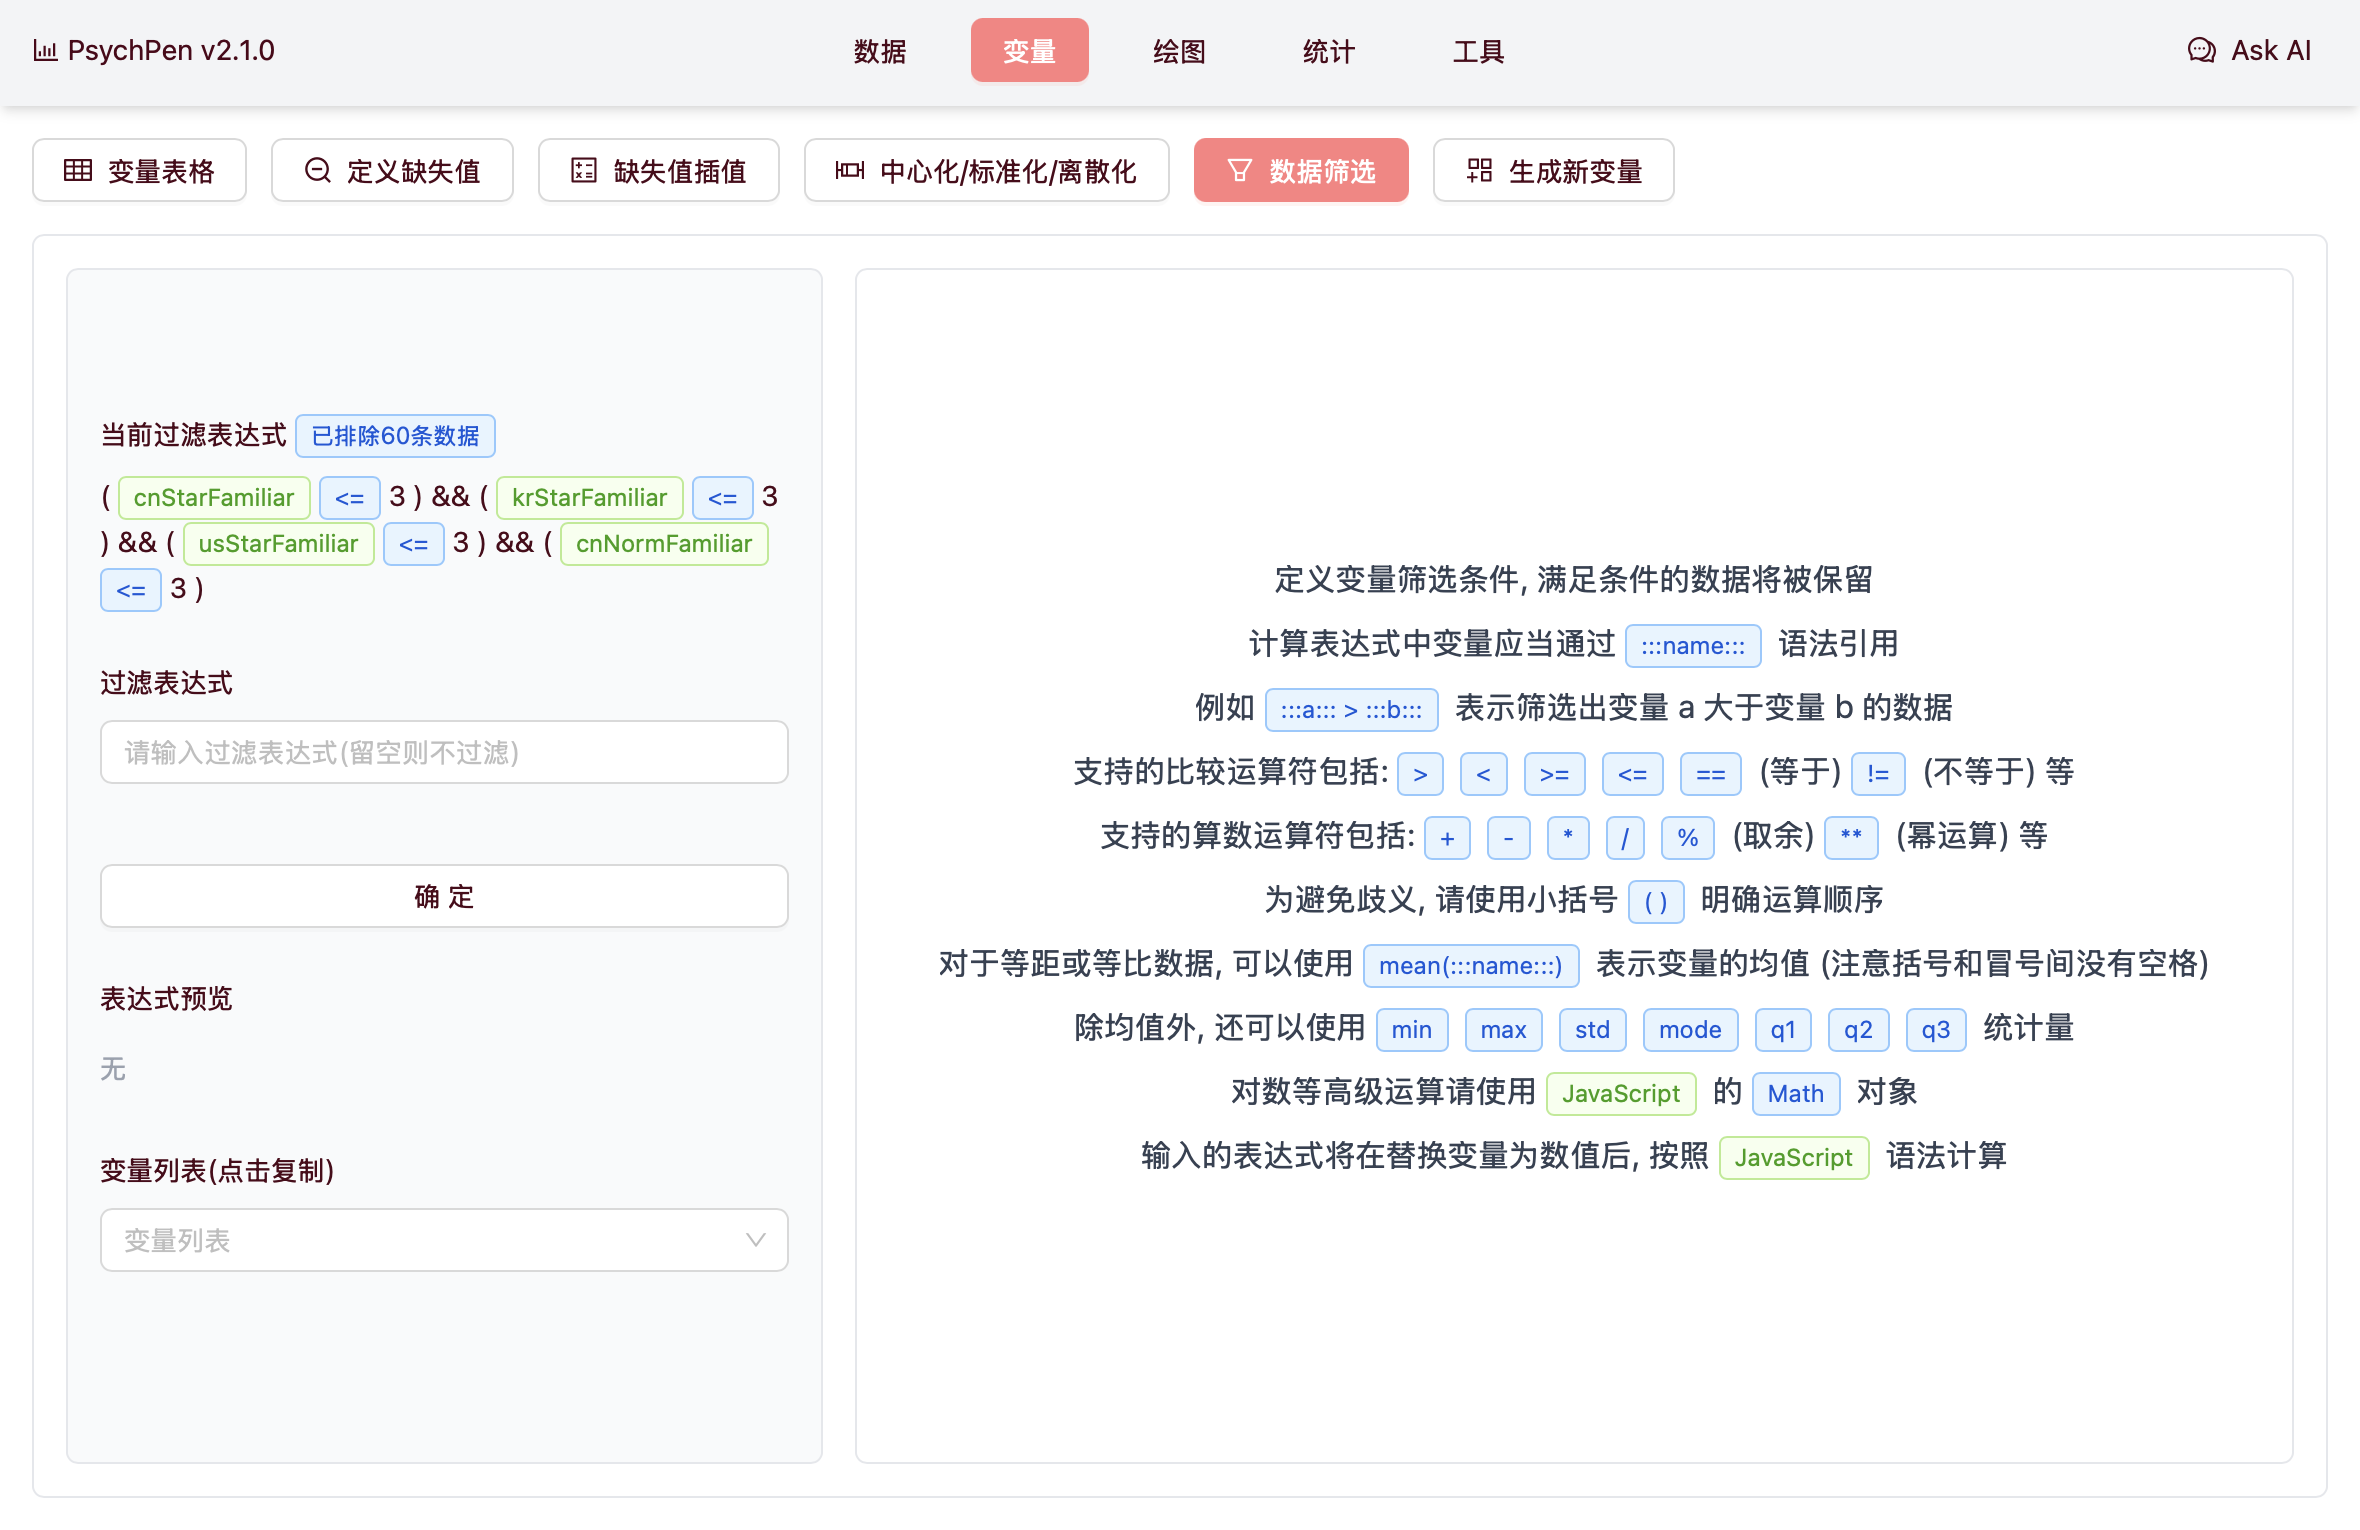 PsychPen v2.1.0 数据 变量 绘图 统计 工具 Ask AI
变量表格 定义缺失值 缺失值插值 中心化/标准化/离散化 数据筛选 生成新变量
当前过滤表达式 已排除60条数据
( cnStarFamiliar <= 3 ) && ( krStarFamiliar <= 3
) && ( usStarFamiliar <= 3 ) && ( cnNormFamiliar
<= 3 )
过滤表达式
请输入过滤表达式(留空则不过滤)
确 定
表达式预览
无
变量列表(点击复制)
变量列表
定义变量筛选条件, 满足条件的数据将被保留
计算表达式中变量应当通过 :::name::: 语法引用
例如 :::a::: > :::b::: 表示筛选出变量 a 大于变量 b 的数据
支持的比较运算符包括: > < >= <= == (等于) != (不等于) 等
支持的算数运算符包括: + - * / % (取余) ** (幂运算) 等
为避免歧义, 请使用小括号 ( ) 明确运算顺序
对于等距或等比数据, 可以使用 mean(:::name:::) 表示变量的均值 (注意括号和冒号间没有空格)
除均值外, 还可以使用 min max std mode q1 q2 q3 统计量
对数等高级运算请使用 JavaScript 的 Math 对象
输入的表达式将在替换变量为数值后, 按照 JavaScript 语法计算